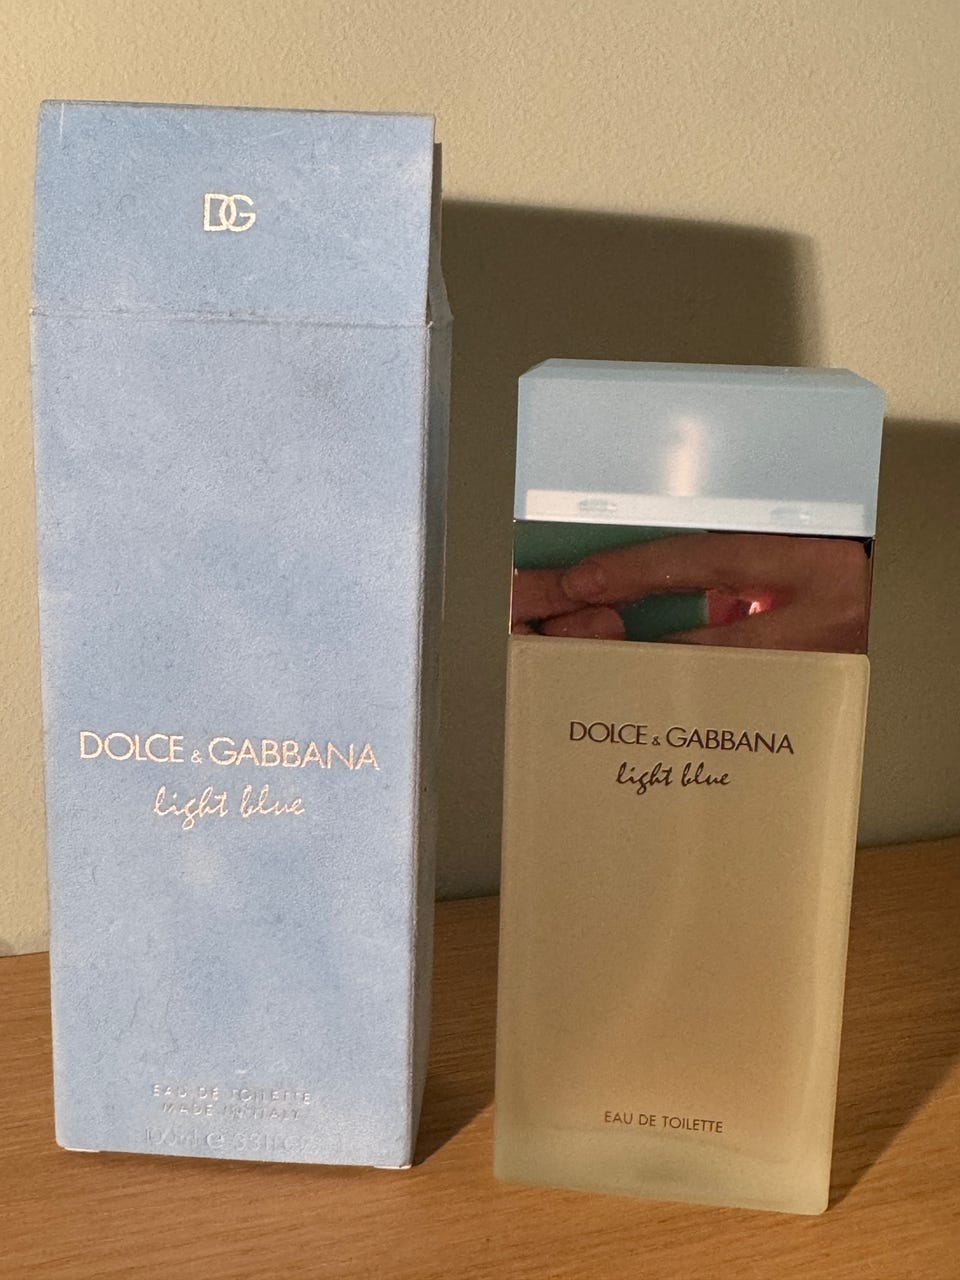 DG
DOLCE & GABBANA
light blue
EAU DE TOILETTE
MADE IN ITALY
DOLCE & GABBANA
light blue
EAU DE TOILETTE